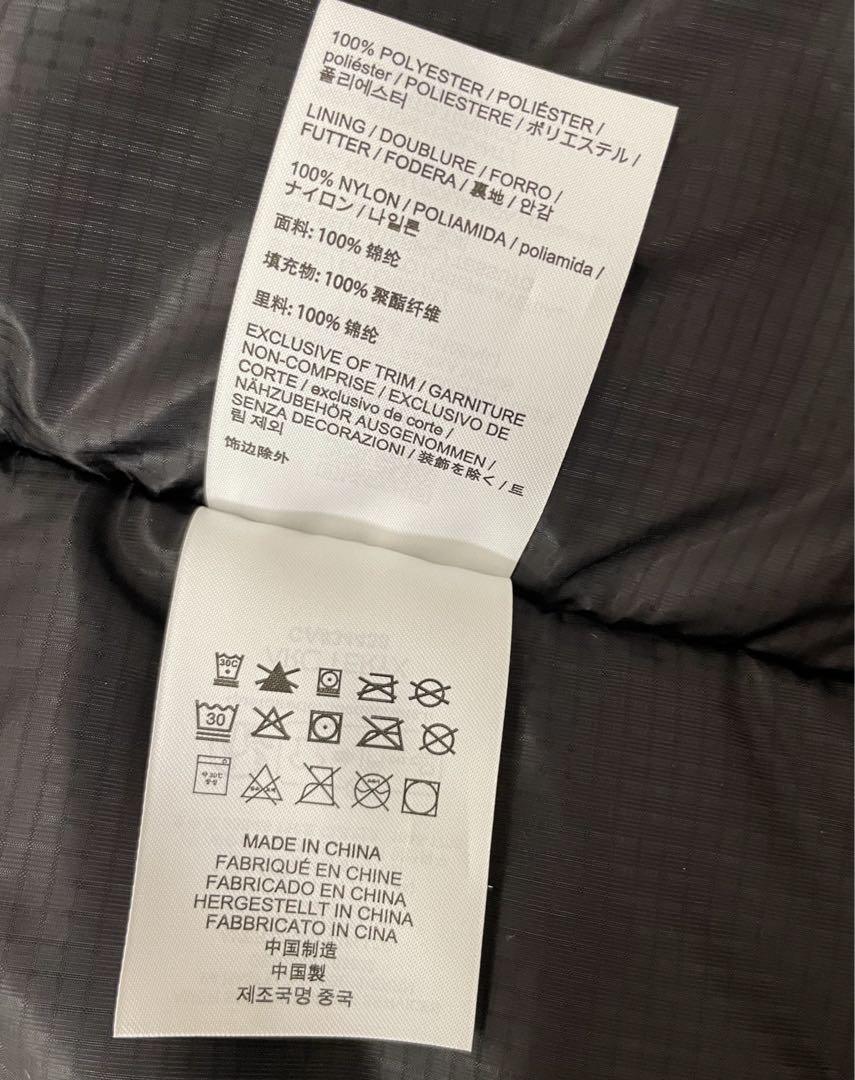 100% POLYESTER / POLIÉSTER /
poliéster / POLIESTERE / ポリエステル /
폴리에스터
LINING / DOUBLURE / FORRO /
FUTTER / FODERA / 裏地 / 안감
100% NYLON / POLIAMIDA / poliamida /
ナイロン / 나일론
面料: 100% 锦纶
填充物: 100% 聚酯纤维
里料: 100% 锦纶
EXCLUSIVE OF TRIM / GARNITURE
NON-COMPRISE / EXCLUSIVO DE
CORTE / exclusivo de corte /
NÄHZUBEHÖR AUSGENOMMEN /
SENZA DECORAZIONI / 装飾を除く / 트
림 제외
饰边除外
30C
30
약 30℃
중성
MADE IN CHINA
FABRIQUÉ EN CHINE
FABRICADO EN CHINA
HERGESTELLT IN CHINA
FABBRICATO IN CINA
中国制造
中国製
제조국명 중국